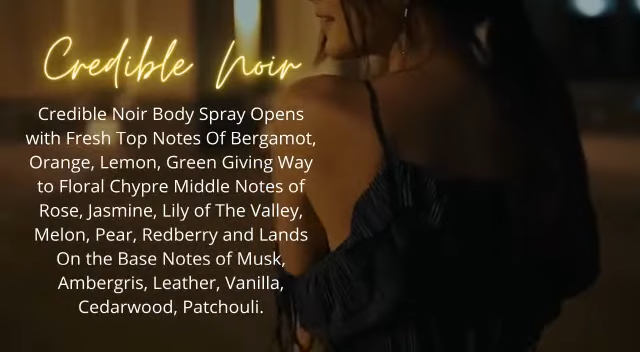 Credible Noir
Credible Noir Body Spray Opens
with Fresh Top Notes Of Bergamot,
Orange, Lemon, Green Giving Way
to Floral Chypre Middle Notes of
Rose, Jasmine, Lily of The Valley,
Melon, Pear, Redberry and Lands
On the Base Notes of Musk,
Ambergris, Leather, Vanilla,
Cedarwood, Patchouli.